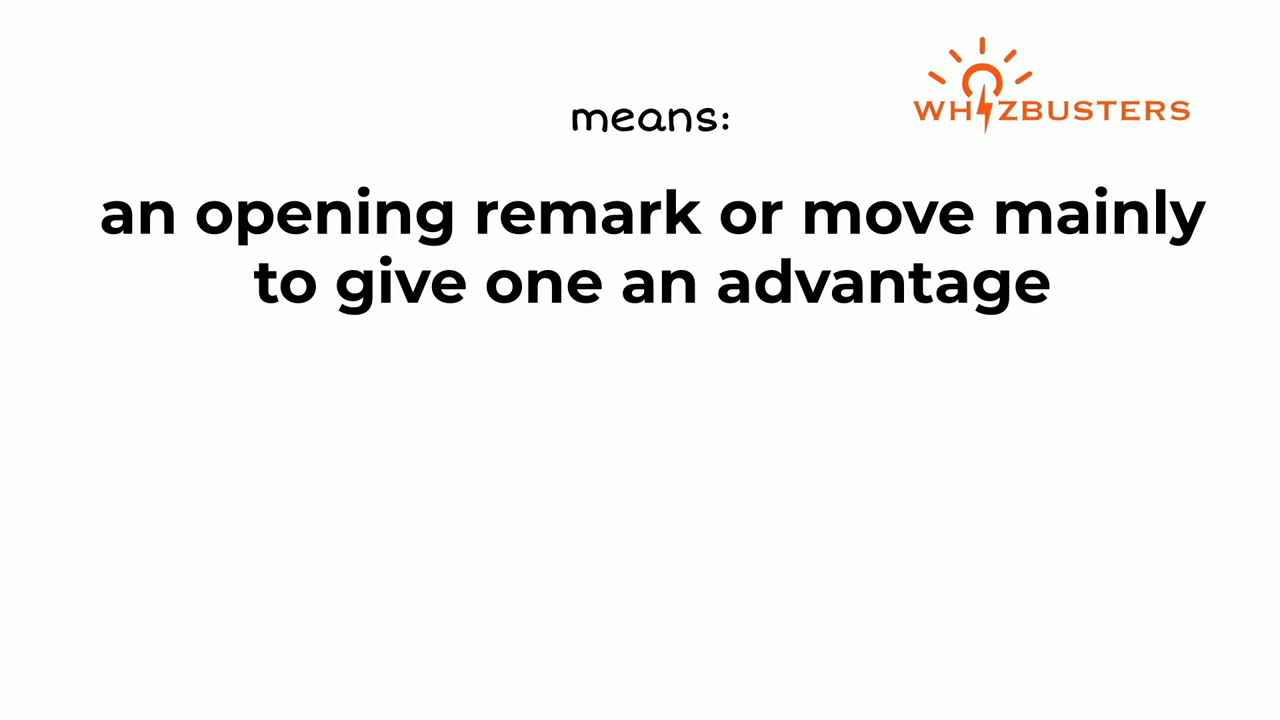 WHIZBUSTERS
means:
an opening remark or move mainly
to give one an advantage